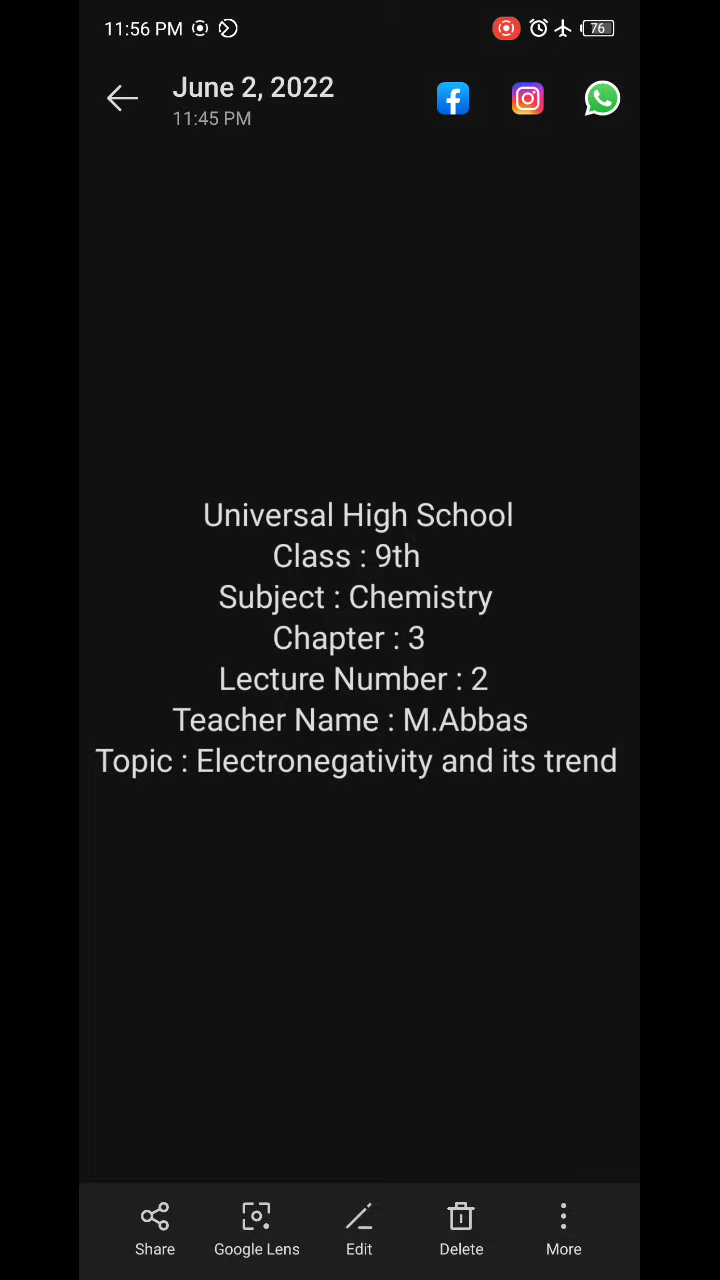 11:56 PM
76
June 2, 2022
11:45 PM
Universal High School
Class : 9th
Subject : Chemistry
Chapter : 3
Lecture Number : 2
Teacher Name : M.Abbas
Topic : Electronegativity and its trend
Share Google Lens Edit Delete More